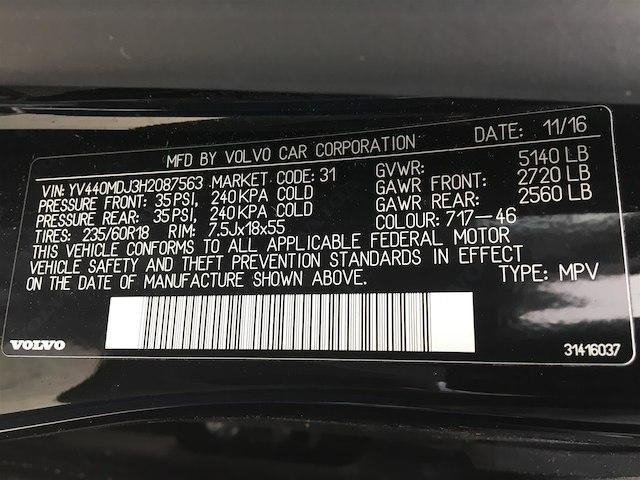 MFD BY VOLVO CAR CORPORATION DATE: 11/16
VIN: YV440MDJ3H2087563 MARKET CODE: 31 GVWR: 5140 LB
PRESSURE FRONT: 35PSI, 240KPA COLD GAWR FRONT: 2720 LB
PRESSURE REAR: 35PSI, 240KPA COLD GAWR REAR: 2560 LB
TIRES: 235/60R18 RIM: 7.5Jx18x55 COLOUR: 717-46
THIS VEHICLE CONFORMS TO ALL APPLICABLE FEDERAL MOTOR
VEHICLE SAFETY AND THEFT PREVENTION STANDARDS IN EFFECT
ON THE DATE OF MANUFACTURE SHOWN ABOVE. TYPE: MPV
VOLVO 31416037